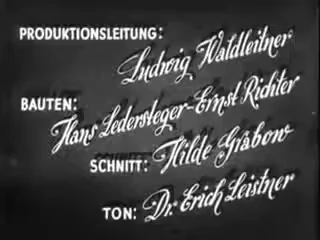 PRODUKTIONSLEITUNG:
Ludwig Waldleitner
BAUTEN:
Hans Ledersteger-Ernst Richter
SCHNITT: Hilde Grabow
TON: Dr. Erich Leistner